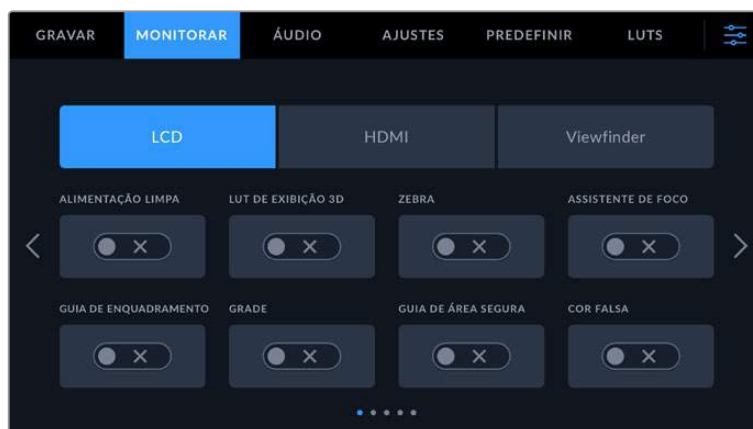 GRAVAR MONITORAR ÁUDIO AJUSTES PREDEFINIR LUTS
LCD HDMI Viewfinder
ALIMENTAÇÃO LIMPA LUT DE EXIBIÇÃO 3D ZEBRA ASSISTENTE DE FOCO
GUIA DE ENQUADRAMENTO GRADE GUIA DE ÁREA SEGURA COR FALSA